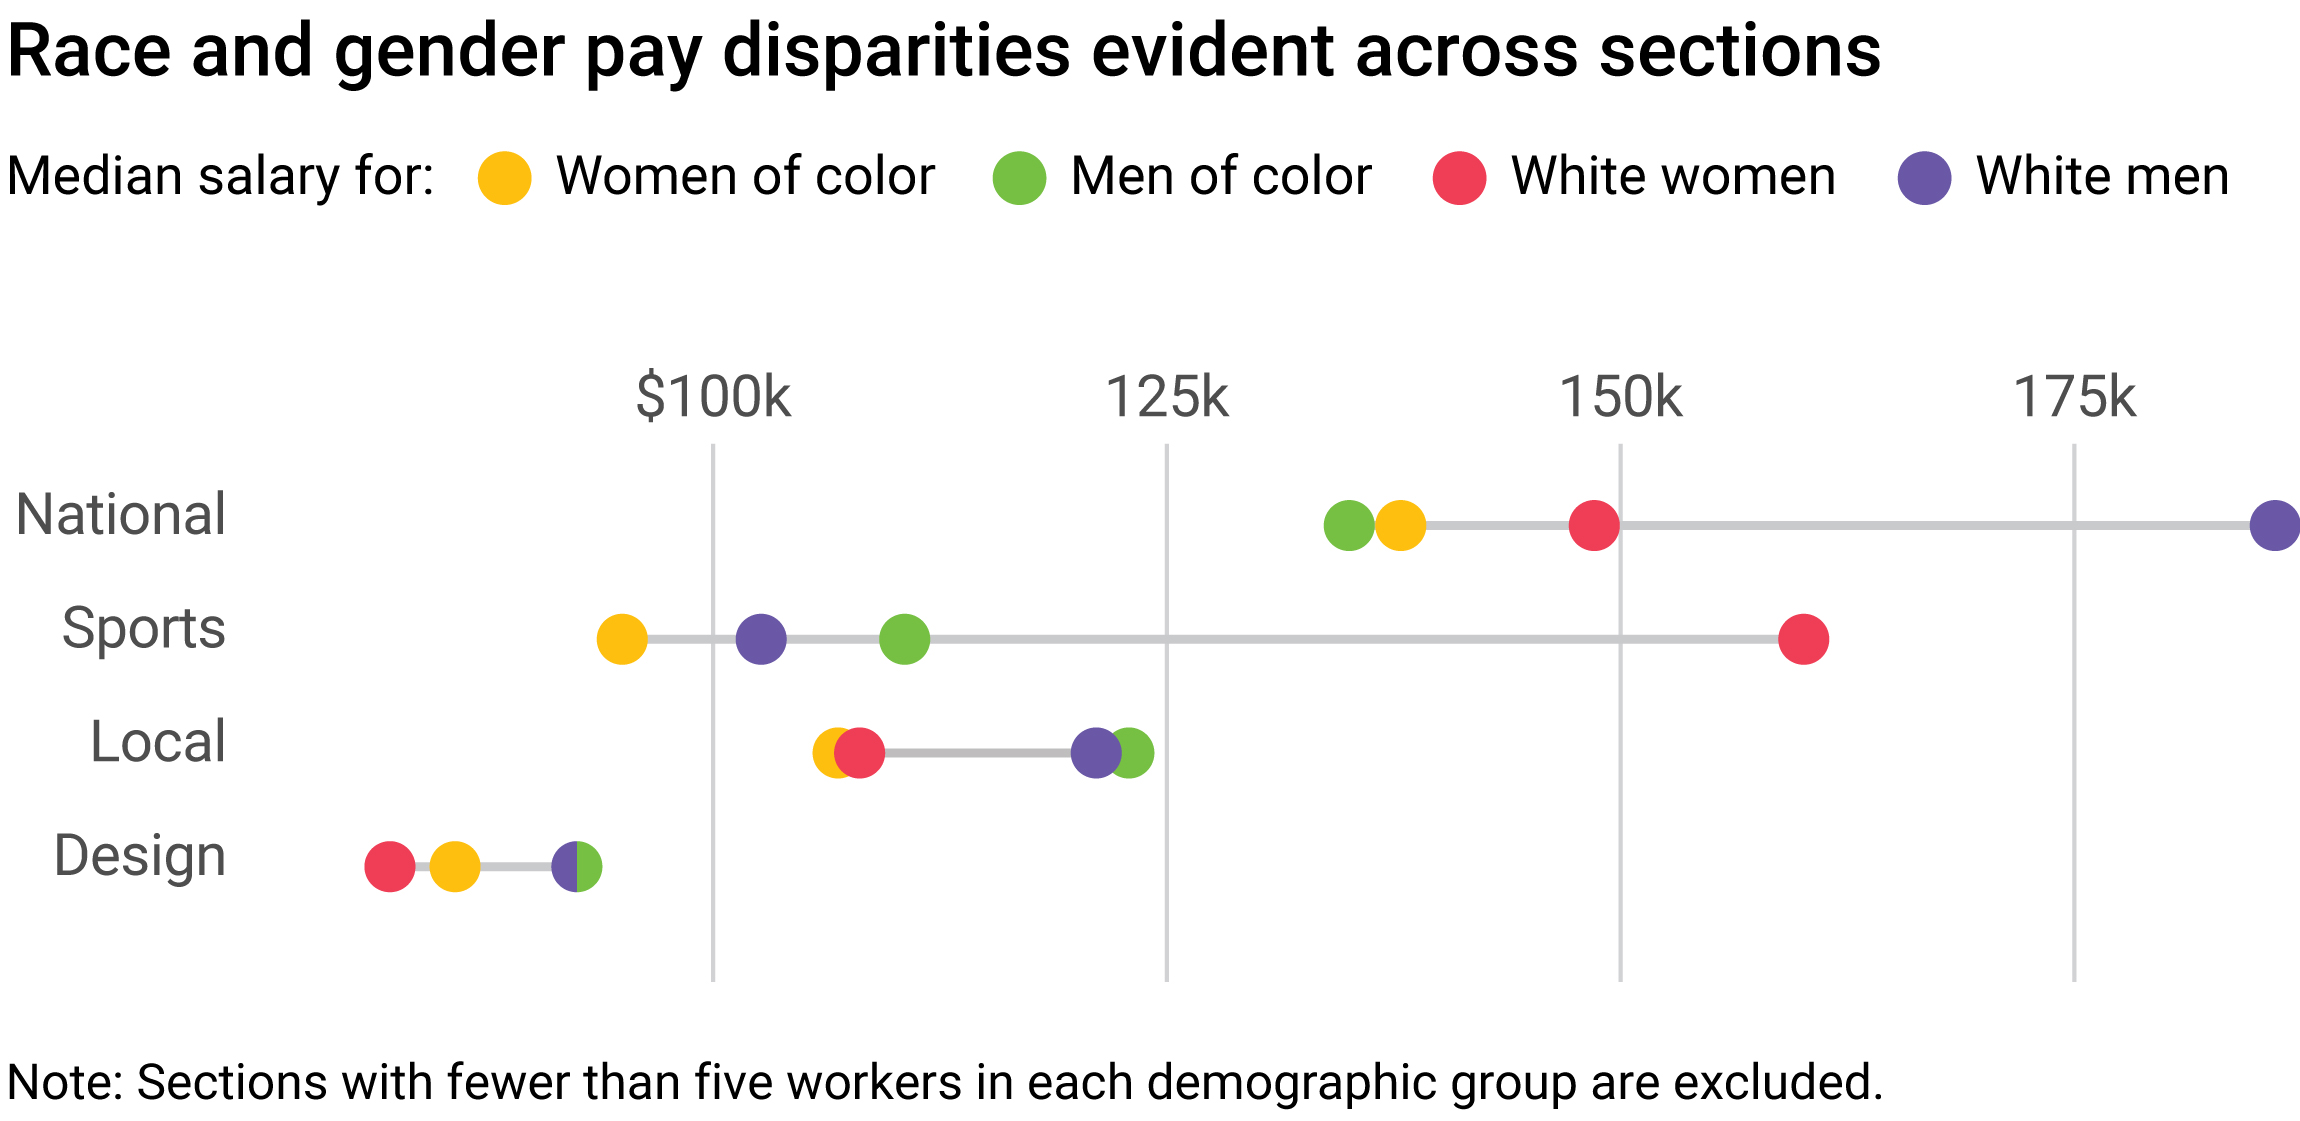 Race and gender pay disparities evident across sections
Median salary for: Women of color Men of color White women White men
$100k 125k 150k 175k
National
Sports
Local
Design
Note: Sections with fewer than five workers in each demographic group are excluded.